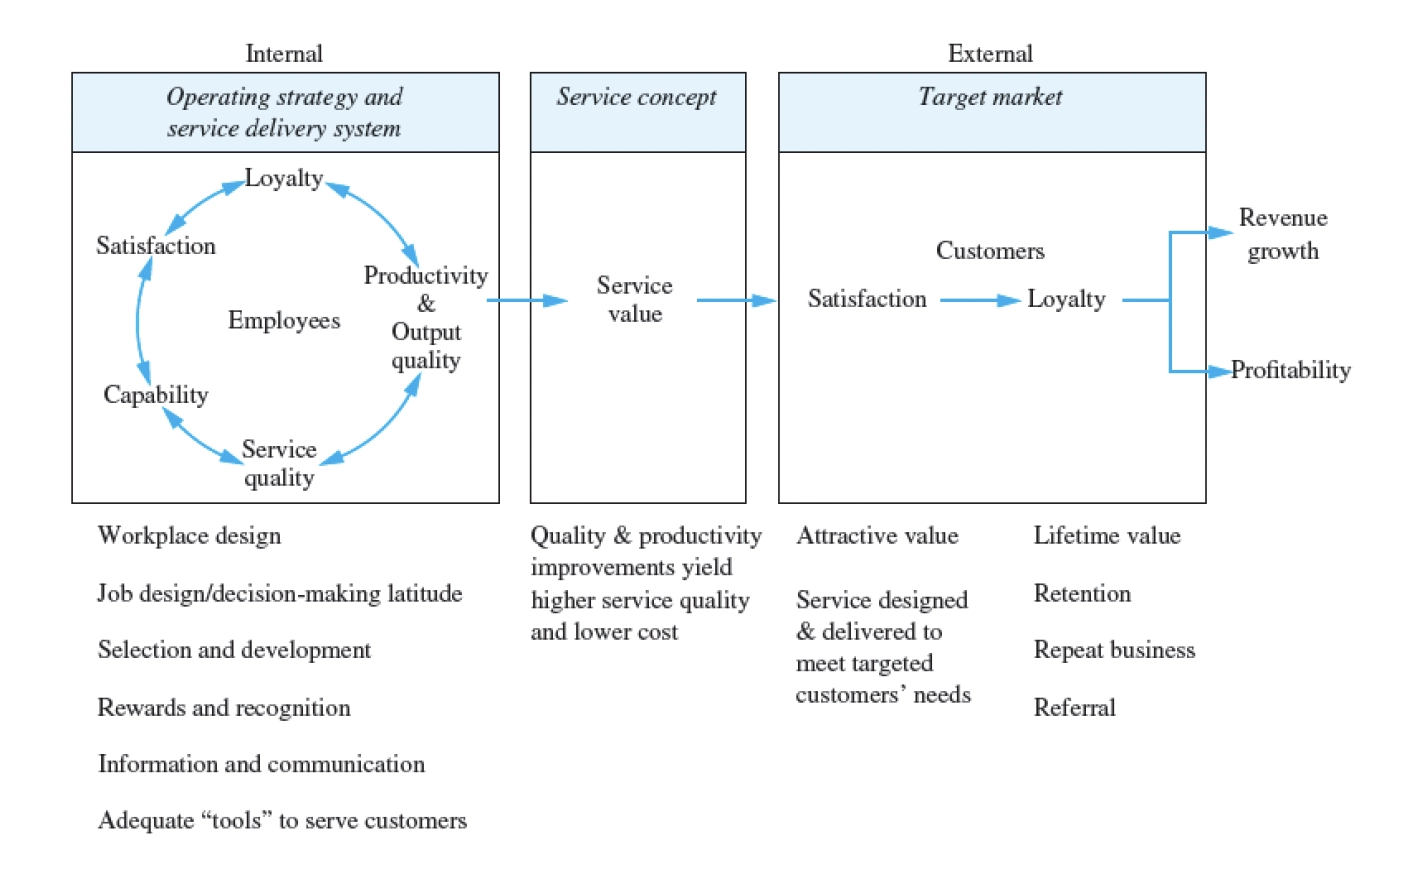 Internal
External
Operating strategy and
service delivery system
Service concept
Target market
Loyalty
Satisfaction
Productivity
&
Output
quality
Employees
Capability
Service
quality
Service
value
Customers
Satisfaction
Loyalty
Revenue
growth
Profitability
Workplace design
Job design/decision-making latitude
Selection and development
Rewards and recognition
Information and communication
Adequate “tools” to serve customers
Quality & productivity
improvements yield
higher service quality
and lower cost
Attractive value
Service designed
& delivered to
meet targeted
customers’ needs
Lifetime value
Retention
Repeat business
Referral